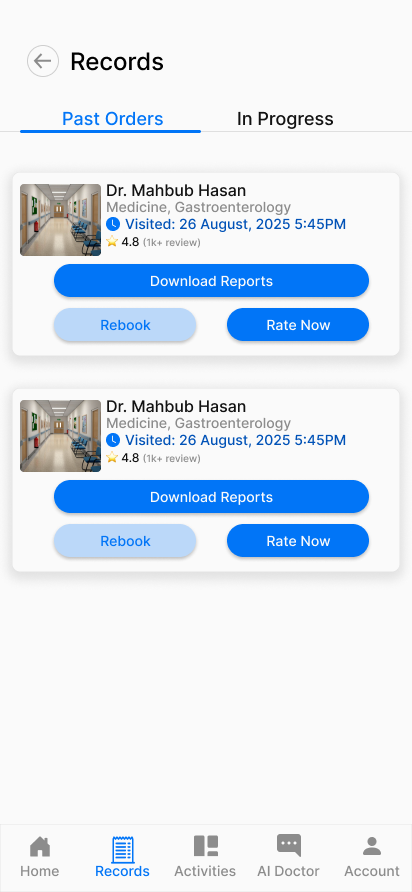 Records
Past Orders
In Progress
Dr. Mahbub Hasan
Medicine, Gastroenterology
Visited: 26 August, 2025 5:45PM
4.8 (1k+ review)
Download Reports
Rebook
Rate Now
Dr. Mahbub Hasan
Medicine, Gastroenterology
Visited: 26 August, 2025 5:45PM
4.8 (1k+ review)
Download Reports
Rebook
Rate Now
Home
Records
Activities
AI Doctor
Account